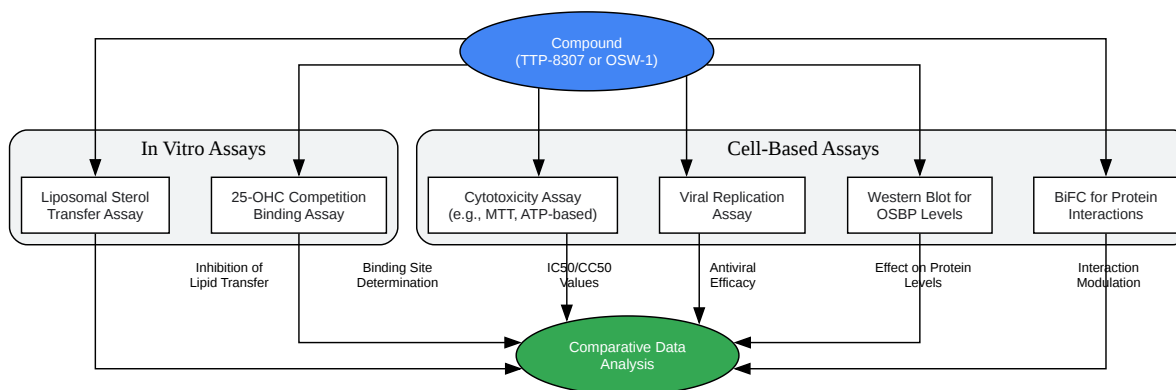 Compound
(TTP-8307 or OSW-1)
In Vitro Assays
Cell-Based Assays
Liposomal Sterol
Transfer Assay
25-OHC Competition
Binding Assay
Cytotoxicity Assay
(e.g., MTT, ATP-based)
Viral Replication
Assay
Western Blot for
OSBP Levels
BiFC for Protein
Interactions
Inhibition of
Lipid Transfer
Binding Site
Determination
IC50/CC50
Values
Antiviral
Efficacy
Effect on Protein
Levels
Interaction
Modulation
Comparative Data
Analysis